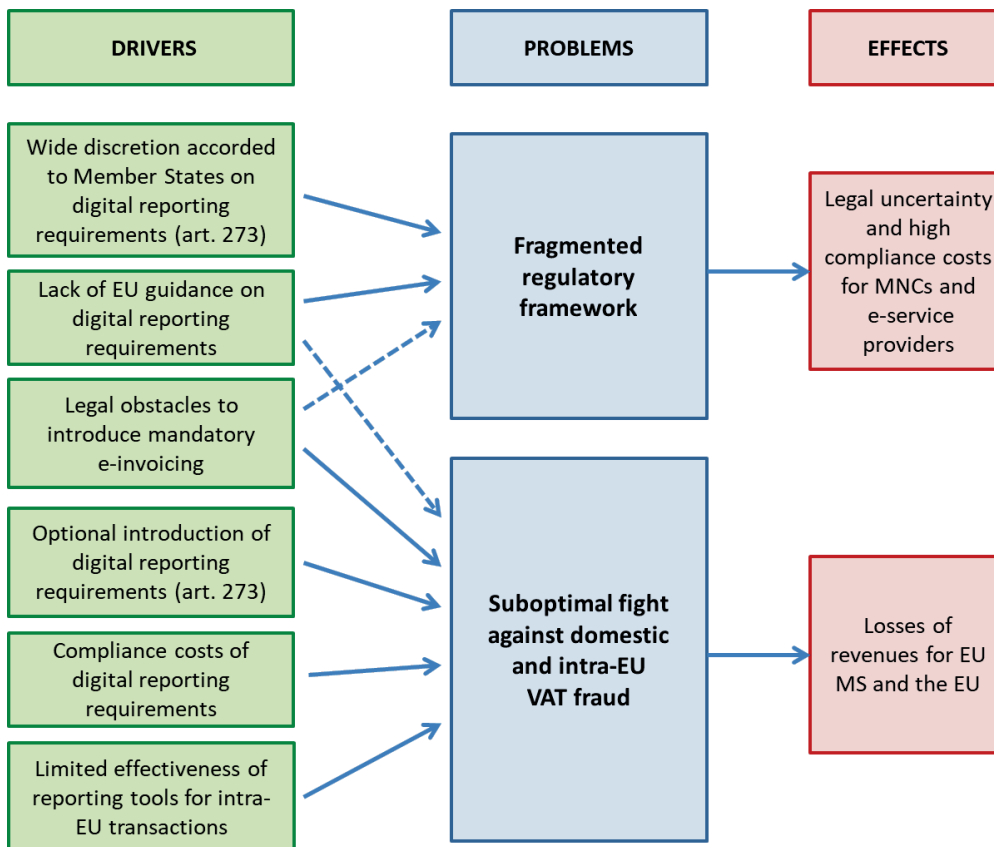 DRIVERS
PROBLEMS
EFFECTS
Wide discretion accorded
to Member States on
digital reporting
requirements (art. 273)
Lack of EU guidance on
digital reporting
requirements
Legal obstacles to
introduce mandatory
e-invoicing
Optional introduction of
digital reporting
requirements (art. 273)
Compliance costs of
digital reporting
requirements
Limited effectiveness of
reporting tools for intra-
EU transactions
Fragmented
regulatory
framework
Suboptimal fight
against domestic
and intra-EU
VAT fraud
Legal uncertainty
and high
compliance costs
for MNCs and
e-service
providers
Losses of
revenues for EU
MS and the EU